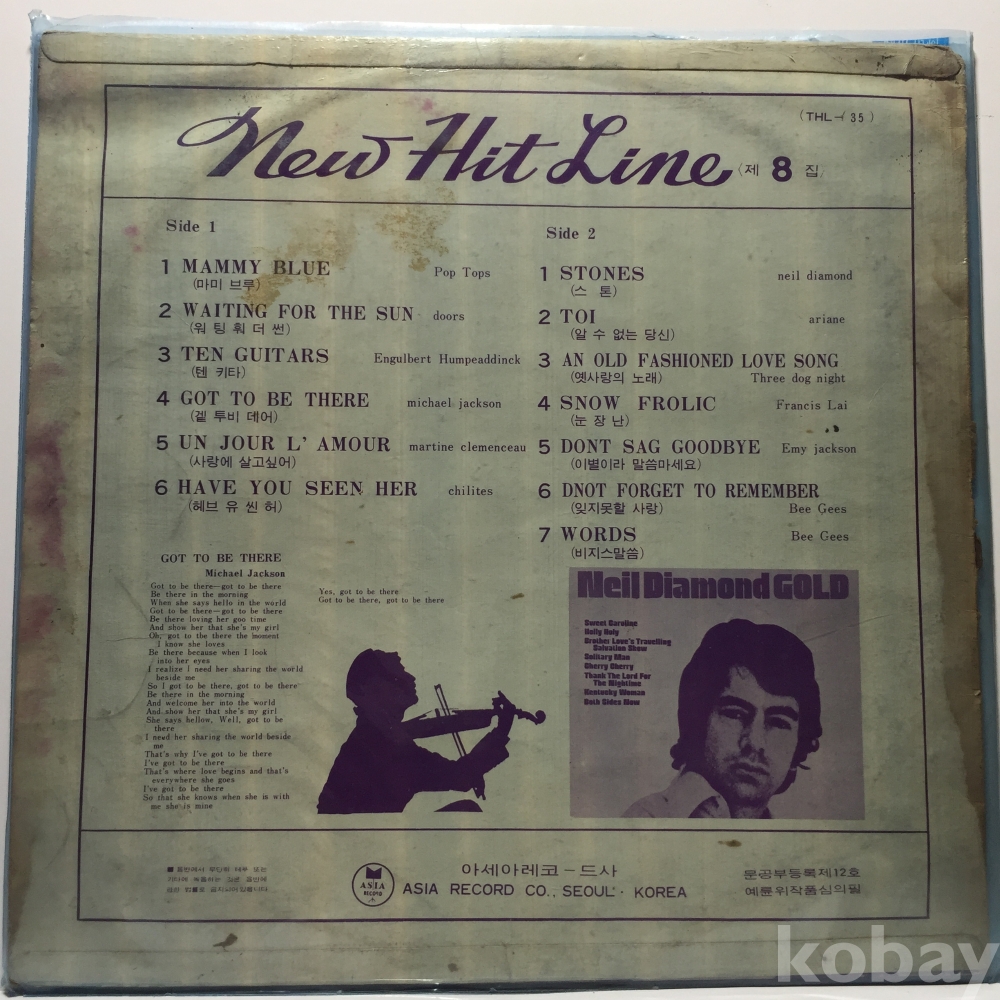 (THL-135)
New Hit Line (제 8 집)
Side 1
1 MAMMY BLUE Pop Tops
(마미 브루)
2 WAITING FOR THE SUN doors
(워 팅 훠 더 썬)
3 TEN GUITARS Engulbert Humpeaddinck
(텐 키타)
4 GOT TO BE THERE michael jackson
(겥 투비 데어)
5 UN JOUR L' AMOUR martine clemenceau
(사랑에 살고싶어)
6 HAVE YOU SEEN HER chilites
(헤브 유 씬 허)
Side 2
1 STONES neil diamond
(스 톤)
2 TOI ariane
(알 수 없는 당신)
3 AN OLD FASHIONED LOVE SONG
(옛사랑의 노래) Three dog night
4 SNOW FROLIC Francis Lai
(눈 장 난)
5 DONT SAG GOODBYE Emy jackson
(이별이라 말씀마세요)
6 DNOT FORGET TO REMEMBER
(잊지못할 사랑) Bee Gees
7 WORDS Bee Gees
(비지스말씀)
GOT TO BE THERE
Michael Jackson
Got to be there—got to be there
Be there in the morning
When she says hello in the world
Got to be there—got to be there
Be there loving her goo time
And show her that she's my girl
Oh, got to the there the moment
I know she loves
Be there because when I look
into her eyes
I realize I need her sharing the world
beside me
So I got to be there, got to be there
Be there in the morning
And welcome her into the world
And show her that she's my girl
She says bellow, Well, got to be
there
I need her sharing the world beside
me
That's why I've got to be there
I've got to be there
That's where love begins and that's
everywhere she goes
I've got to be there
So that she knows when she is with
me she is mine
Yes, got to be there
Got to be there, got to be there
Neil Diamond GOLD
Sweet Caroline
Holly Holy
Brother Love's Travelling
Salvation Show
Solitary Man
Cherry Cherry
Thank The Lord For
The Nightime
Kentucky Woman
Both Sides Now
ASIA
RECORD
아세아레코-드사
ASIA RECORD CO., SEOUL· KOREA
문공부등록제12호
예륜위작품심의필
kobay